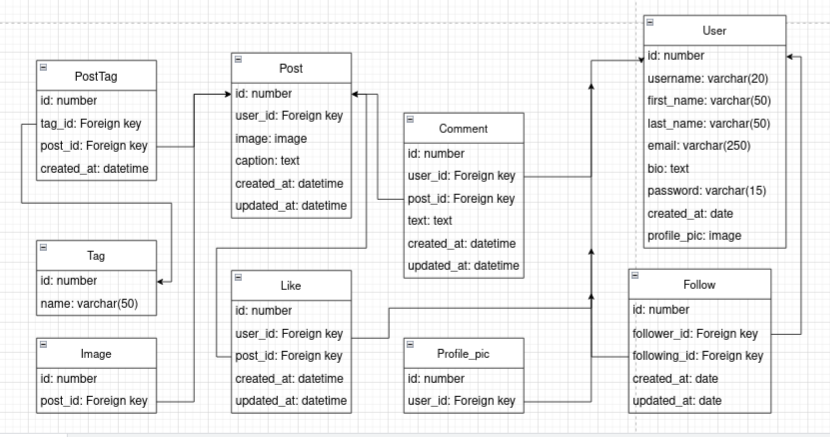 PostTag
id: number
tag_id: Foreign key
post_id: Foreign key
created_at: datetime
Post
id: number
user_id: Foreign key
image: image
caption: text
created_at: datetime
updated_at: datetime
Comment
id: number
user_id: Foreign key
post_id: Foreign key
text: text
created_at: datetime
updated_at: datetime
User
id: number
username: varchar(20)
first_name: varchar(50)
last_name: varchar(50)
email: varchar(250)
bio: text
password: varchar(15)
created_at: date
profile_pic: image
Tag
id: number
name: varchar(50)
Like
id: number
user_id: Foreign key
post_id: Foreign key
created_at: datetime
updated_at: datetime
Follow
id: number
follower_id: Foreign key
following_id: Foreign key
created_at: date
updated_at: date
Image
id: number
post_id: Foreign key
Profile_pic
id: number
user_id: Foreign key